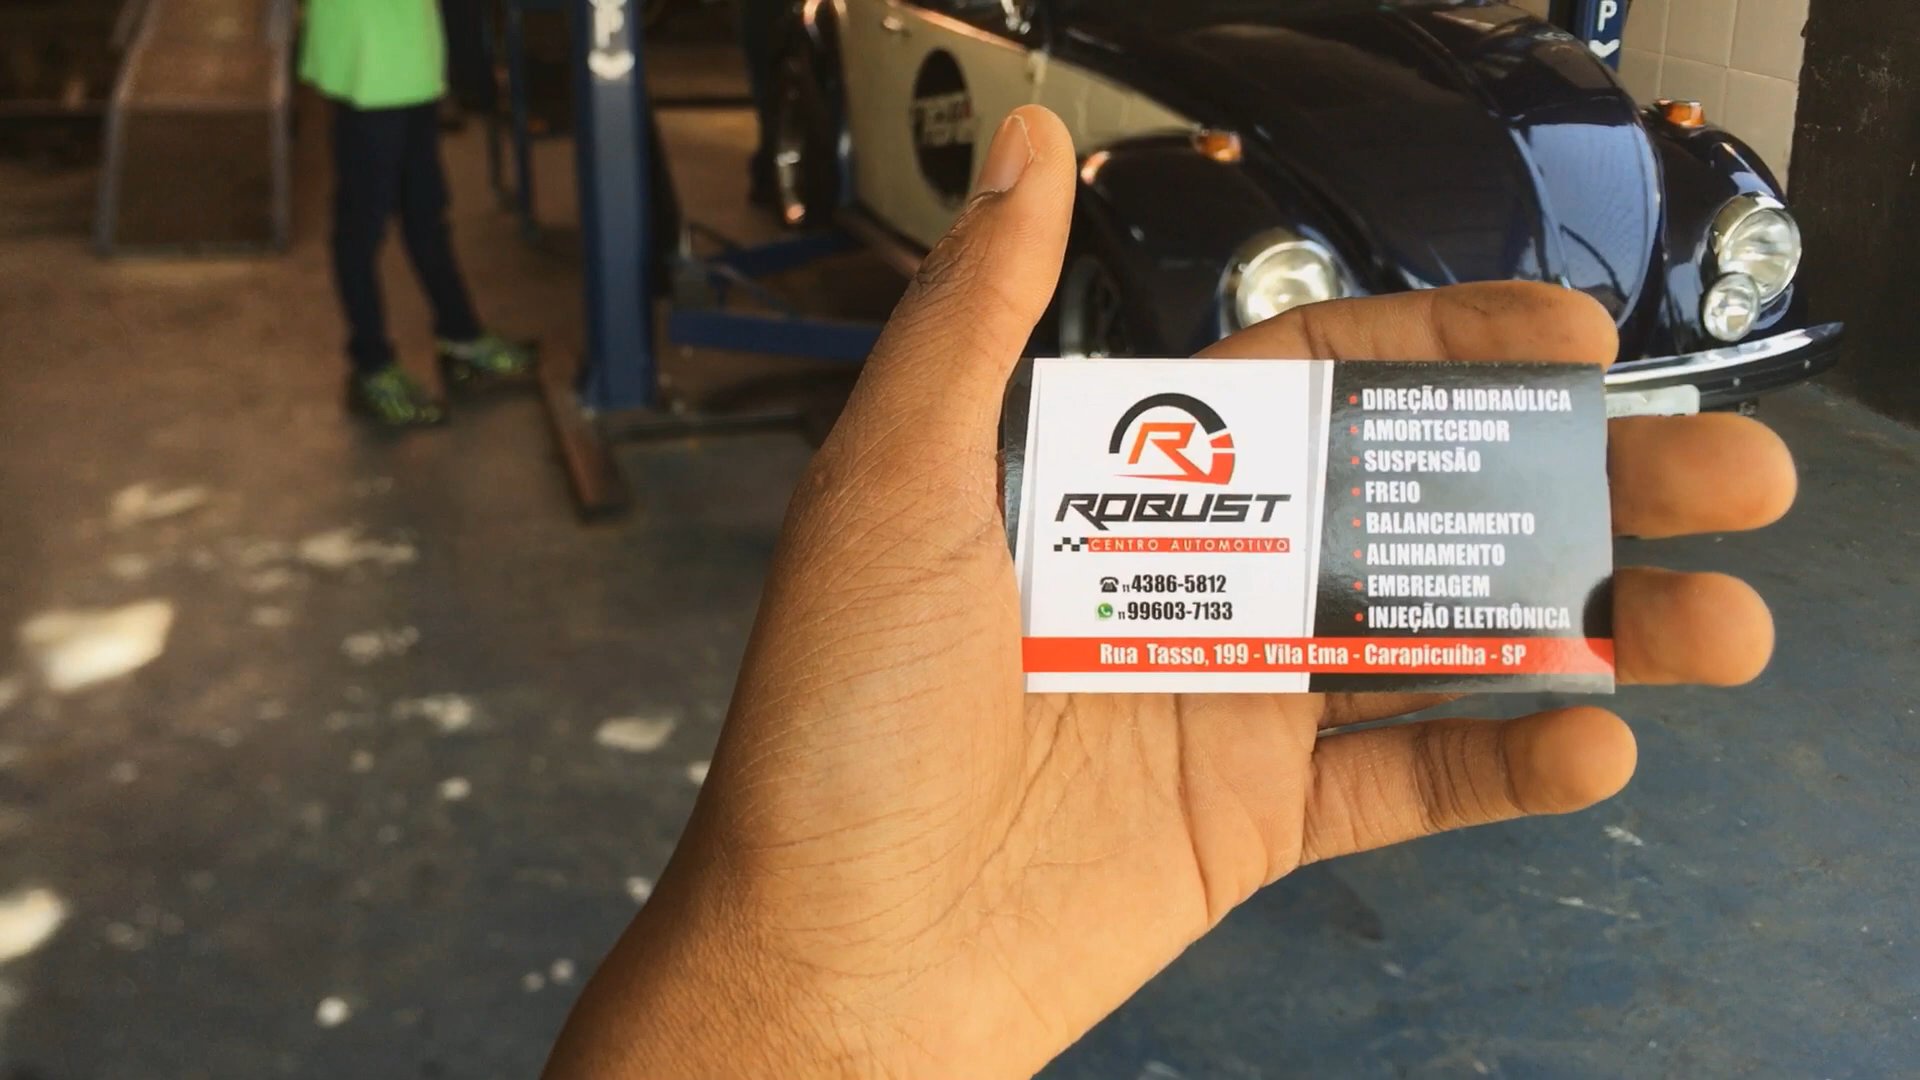 P
P
R
ROBUST
CENTRO AUTOMOTIVO
11 4386-5812
11 99603-7133
• DIREÇÃO HIDRAÚLICA
• AMORTECEDOR
• SUSPENSÃO
• FREIO
• BALANCEAMENTO
• ALINHAMENTO
• EMBREAGEM
• INJEÇÃO ELETRÔNICA
Rua Tasso, 199 - Vila Ema - Carapicuíba - SP